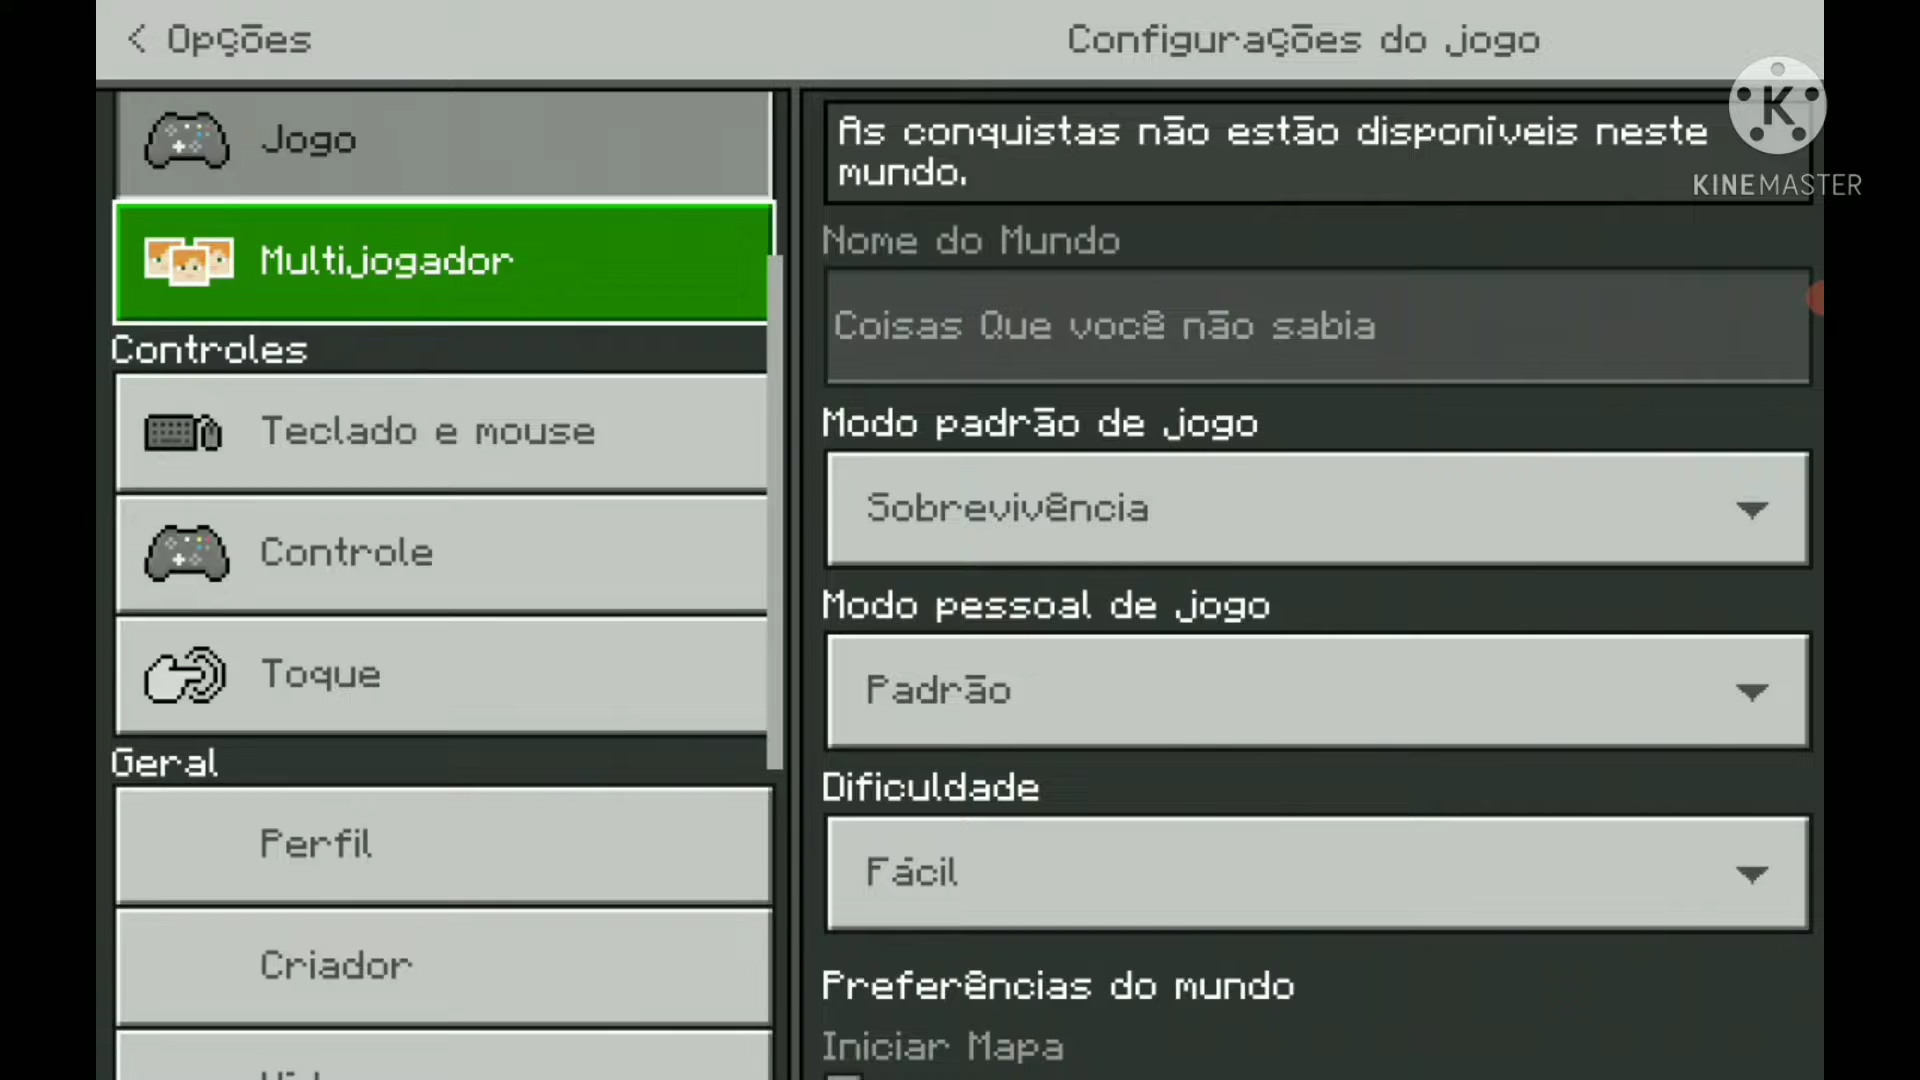 Opções
Configurações do jogo
Jogo
Multijogador
Controles
Teclado e mouse
Controle
Toque
Geral
Perfil
Criador
As conquistas não estão disponíveis neste
mundo.
Nome do Mundo
Coisas Que você não sabia
Modo padrão de jogo
Sobrevivência
Modo pessoal de jogo
Padrão
Dificuldade
Fácil
Preferências do mundo
Iniciar Mapa
K
KINEMASTER